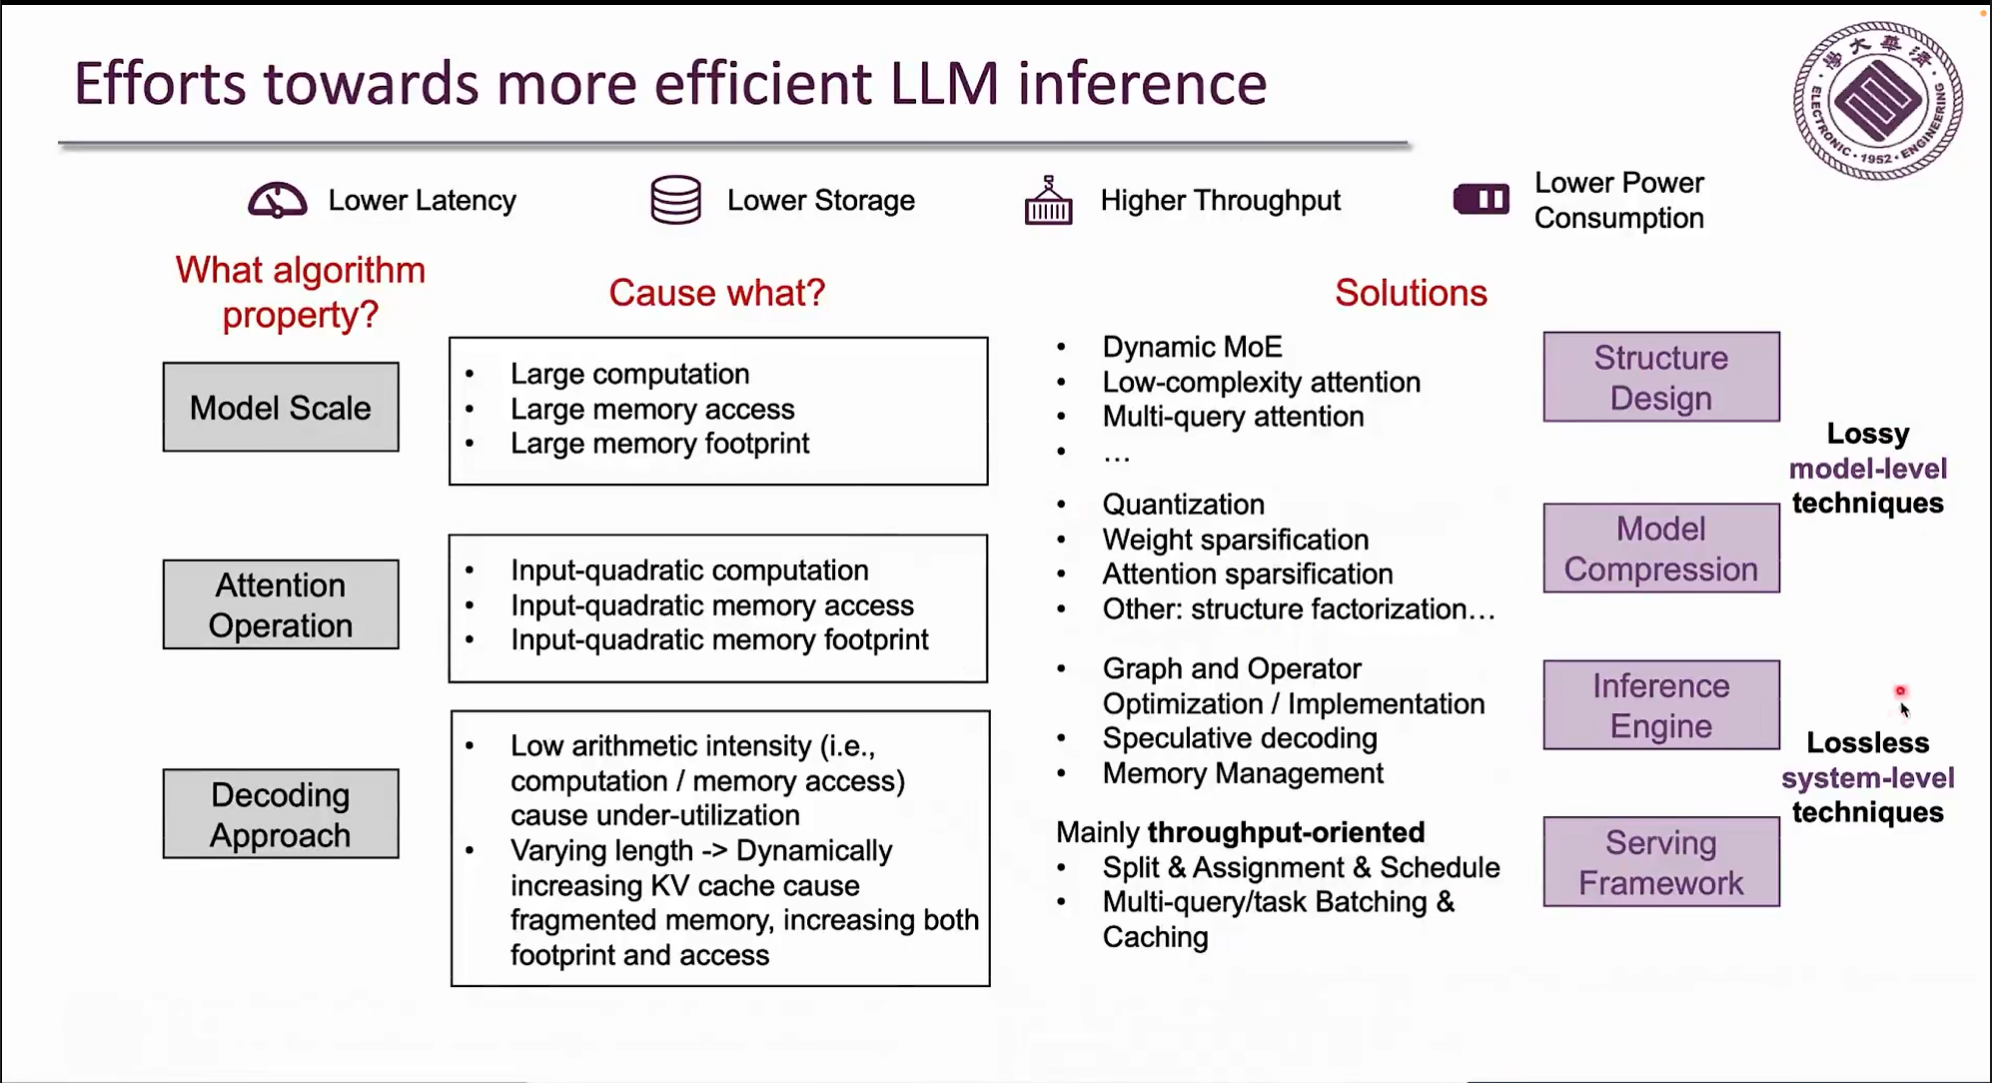 Efforts towards more efficient LLM inference
學大華清
ELECTRONIC · 1952 · ENGINEERING
Lower Latency
Lower Storage
Higher Throughput
Lower Power
Consumption
What algorithm
property?
Cause what?
Solutions
Model Scale
• Large computation
• Large memory access
• Large memory footprint
Attention
Operation
• Input-quadratic computation
• Input-quadratic memory access
• Input-quadratic memory footprint
Decoding
Approach
• Low arithmetic intensity (i.e.,
computation / memory access)
cause under-utilization
• Varying length -> Dynamically
increasing KV cache cause
fragmented memory, increasing both
footprint and access
• Dynamic MoE
• Low-complexity attention
• Multi-query attention
• …
Structure
Design
• Quantization
• Weight sparsification
• Attention sparsification
• Other: structure factorization…
Model
Compression
Lossy
model-level
techniques
• Graph and Operator
Optimization / Implementation
• Speculative decoding
• Memory Management
Inference
Engine
Mainly throughput-oriented
• Split & Assignment & Schedule
• Multi-query/task Batching &
Caching
Serving
Framework
Lossless
system-level
techniques